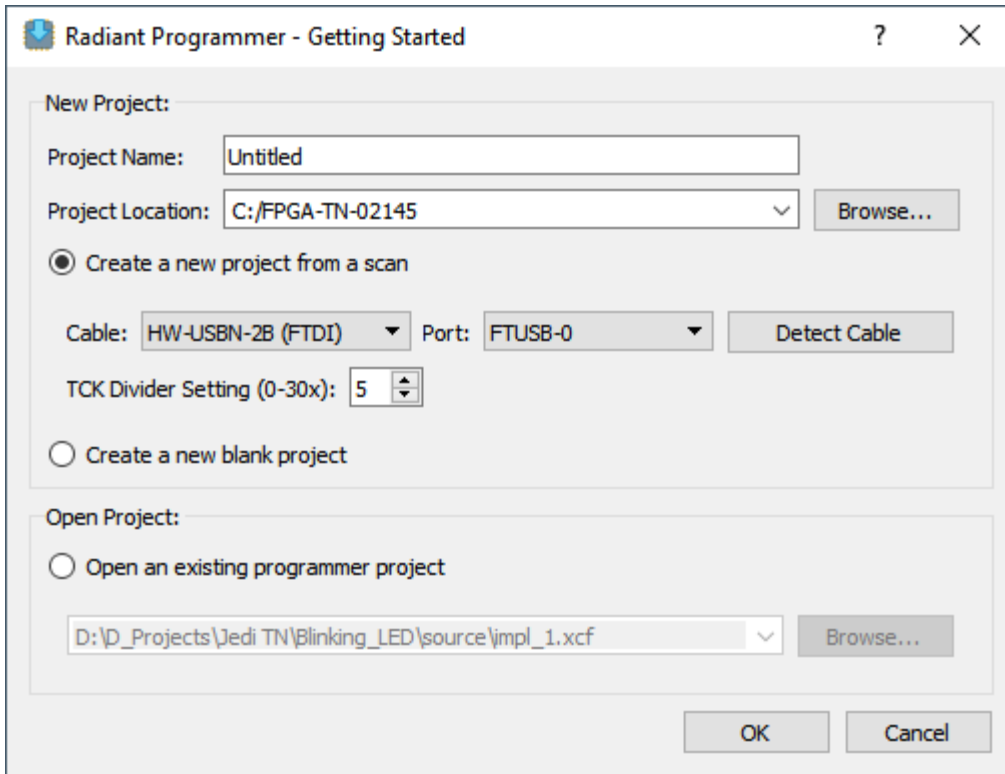 Radiant Programmer - Getting Started ?
New Project:
Project Name: Untitled
Project Location: C:/FPGA-TN-02145 Browse...
Create a new project from a scan
Cable: HW-USBN-2B (FTDI) Port: FTUSB-0 Detect Cable
TCK Divider Setting (0-30x): 5
Create a new blank project
Open Project:
Open an existing programmer project
D:\D_Projects\Jedi TN\Blinking_LED\source\impl_1.xcf Browse...
OK Cancel